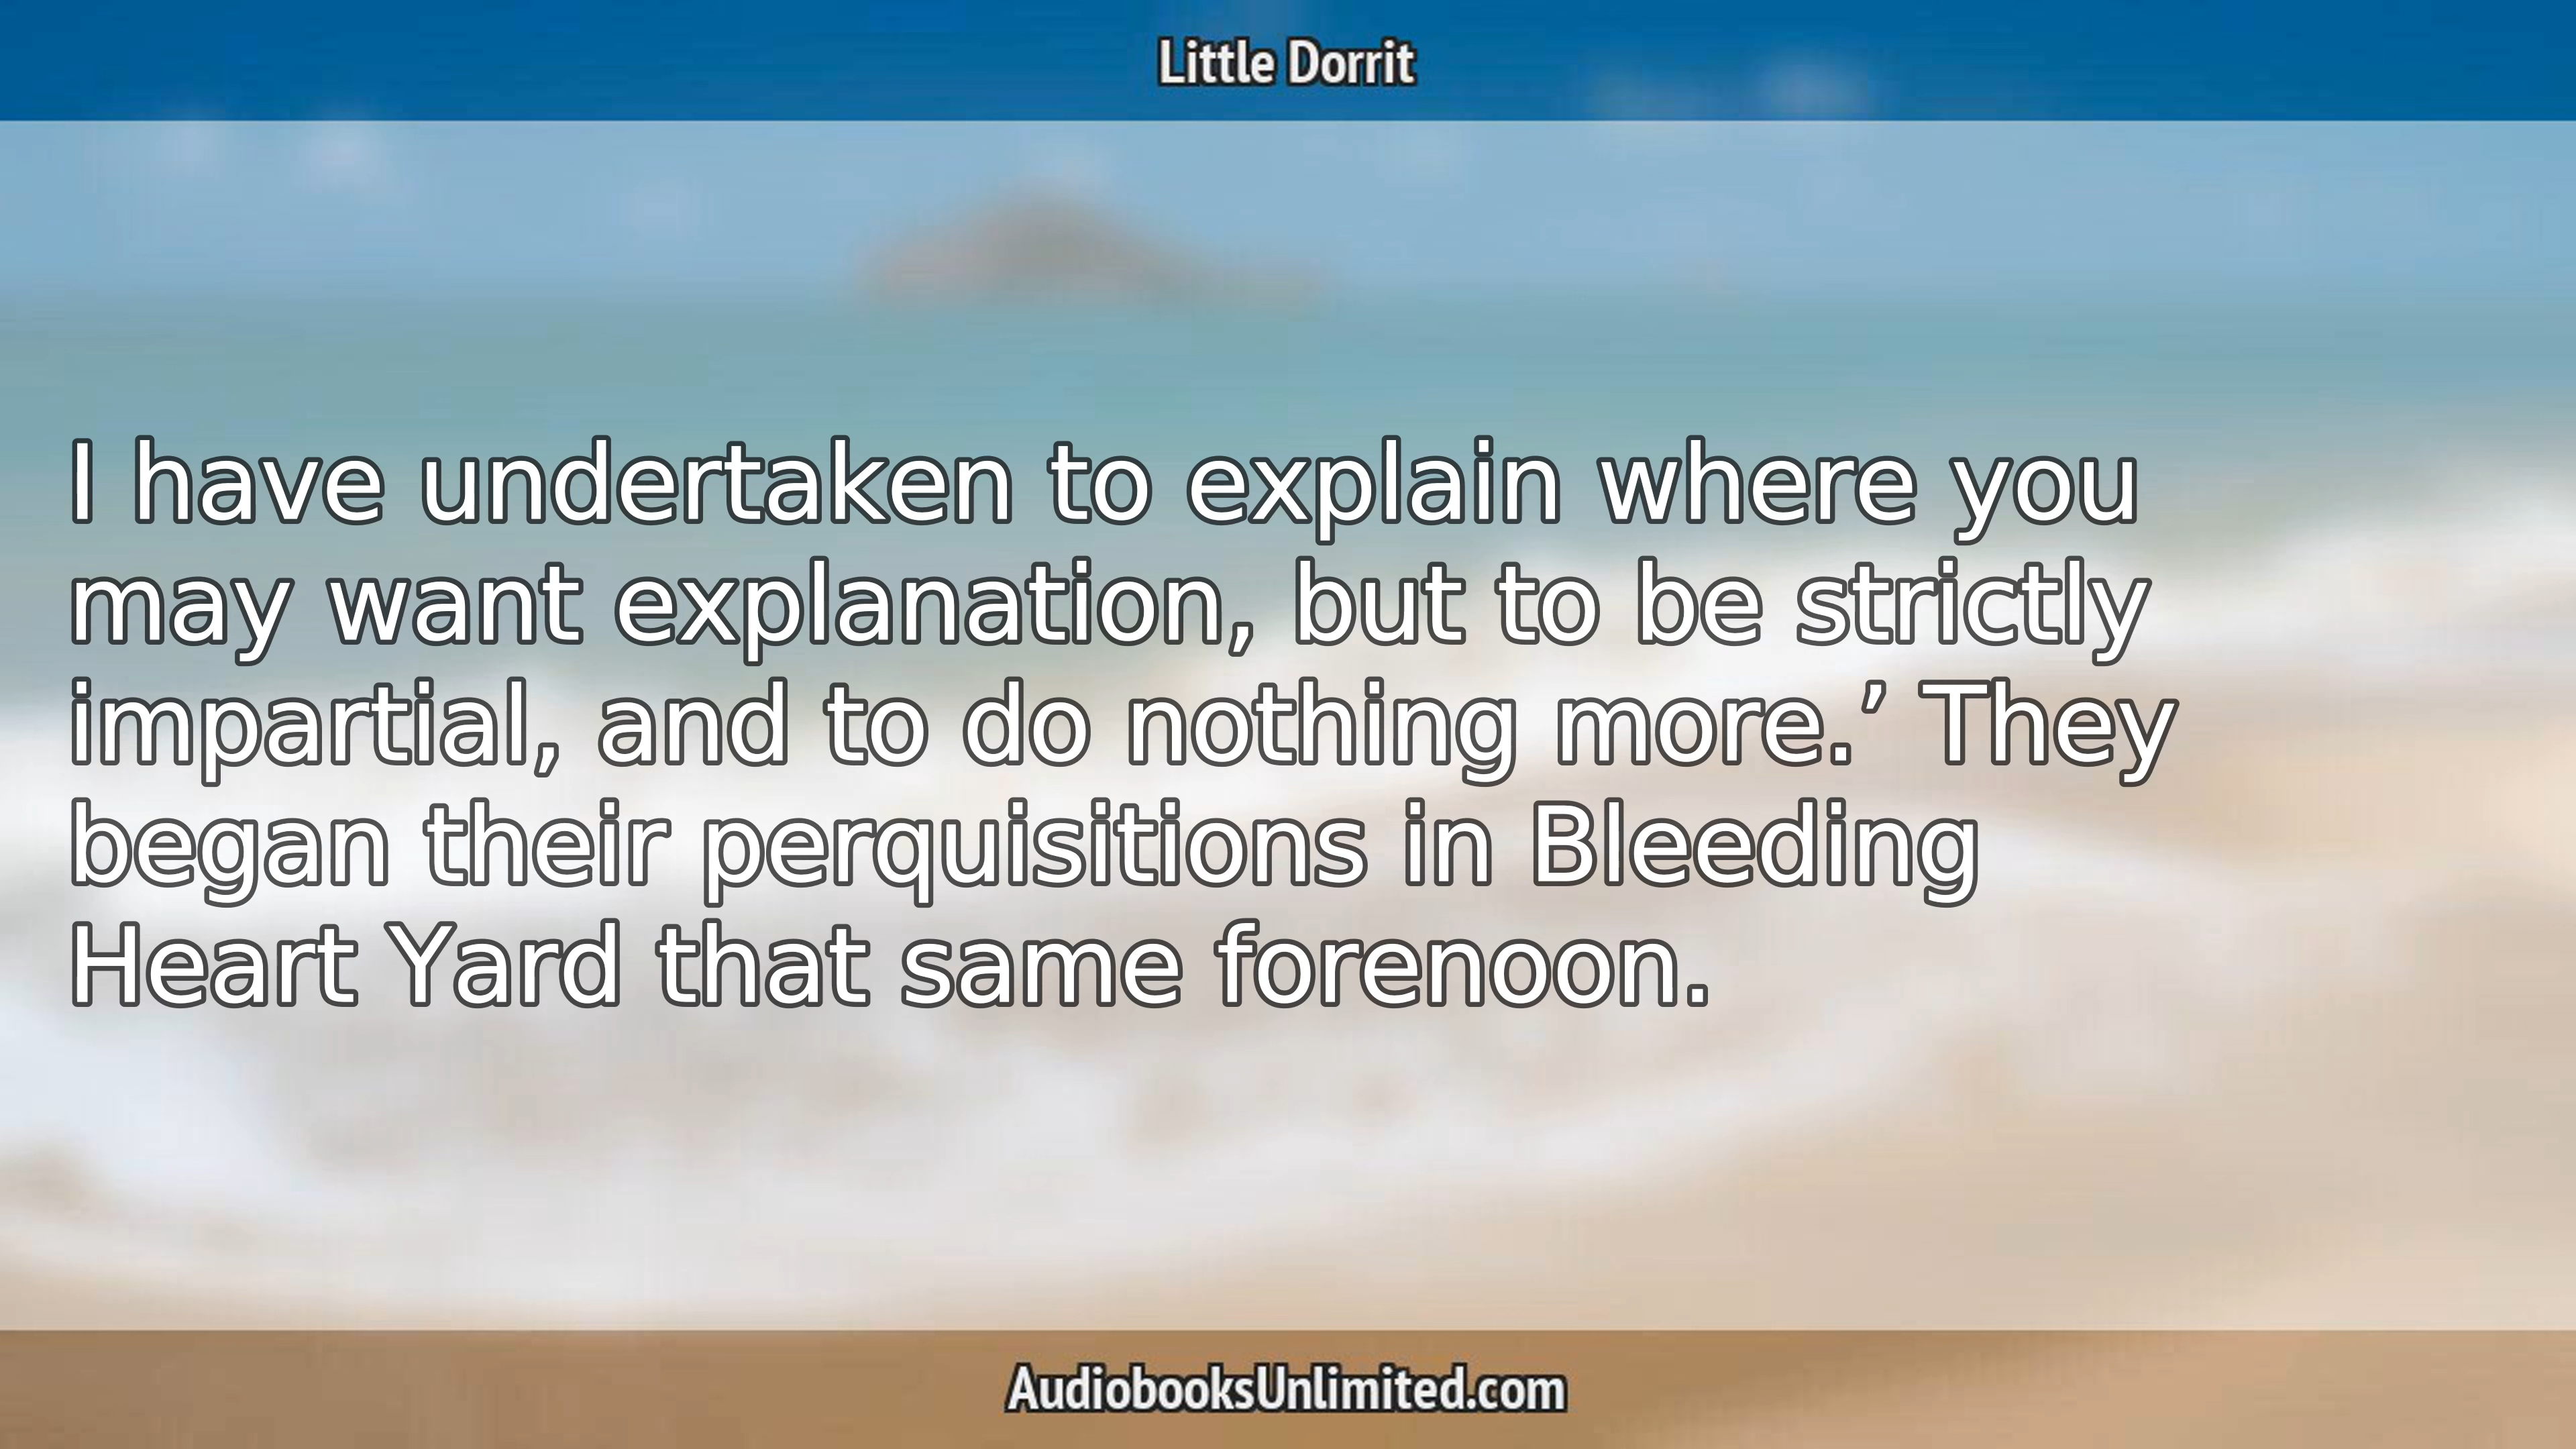 Little Dorrit
I have undertaken to explain where you
may want explanation, but to be strictly
impartial, and to do nothing more.’ They
began their perquisitions in Bleeding
Heart Yard that same forenoon.
AudiobooksUnlimited.com